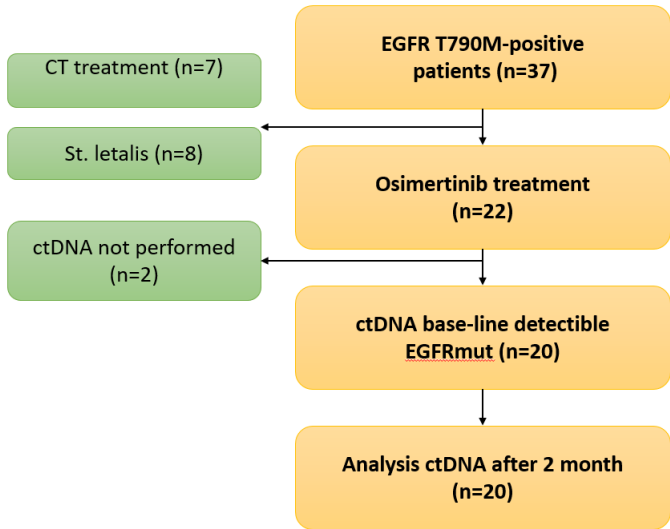 EGFR T790M-positive
patients (n=37)
CT treatment (n=7)
St. letalis (n=8)
Osimertinib treatment
(n=22)
ctDNA not performed
(n=2)
ctDNA base-line detectible
EGFRmut (n=20)
Analysis ctDNA after 2 month
(n=20)